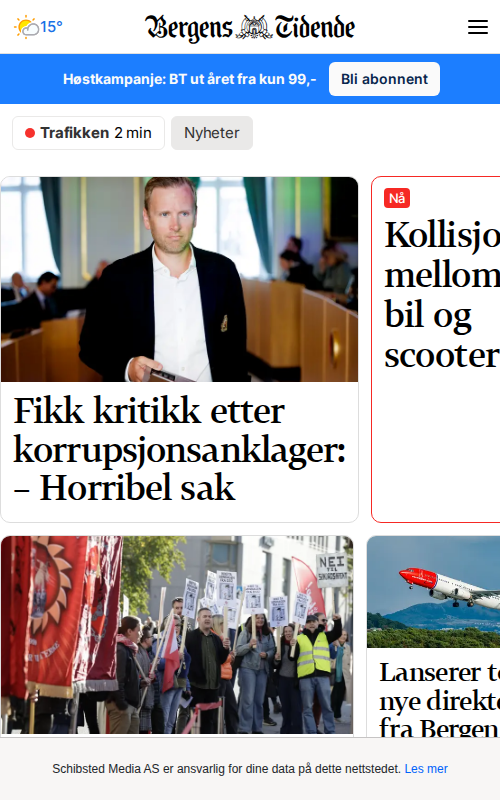 15°
Bergens Tidende
Høstkampanje: BT ut året fra kun 99,-
Bli abonnent
Trafikken 2 min
Nyheter
Fikk kritikk etter
korrupsjonsanklager:
– Horribel sak
Nå
Kollisjo
mellom
bil og
scooter
NEI
TIL
Lanserer t
nye direkte
fra Bergen
Schibsted Media AS er ansvarlig for dine data på dette nettstedet. Les mer